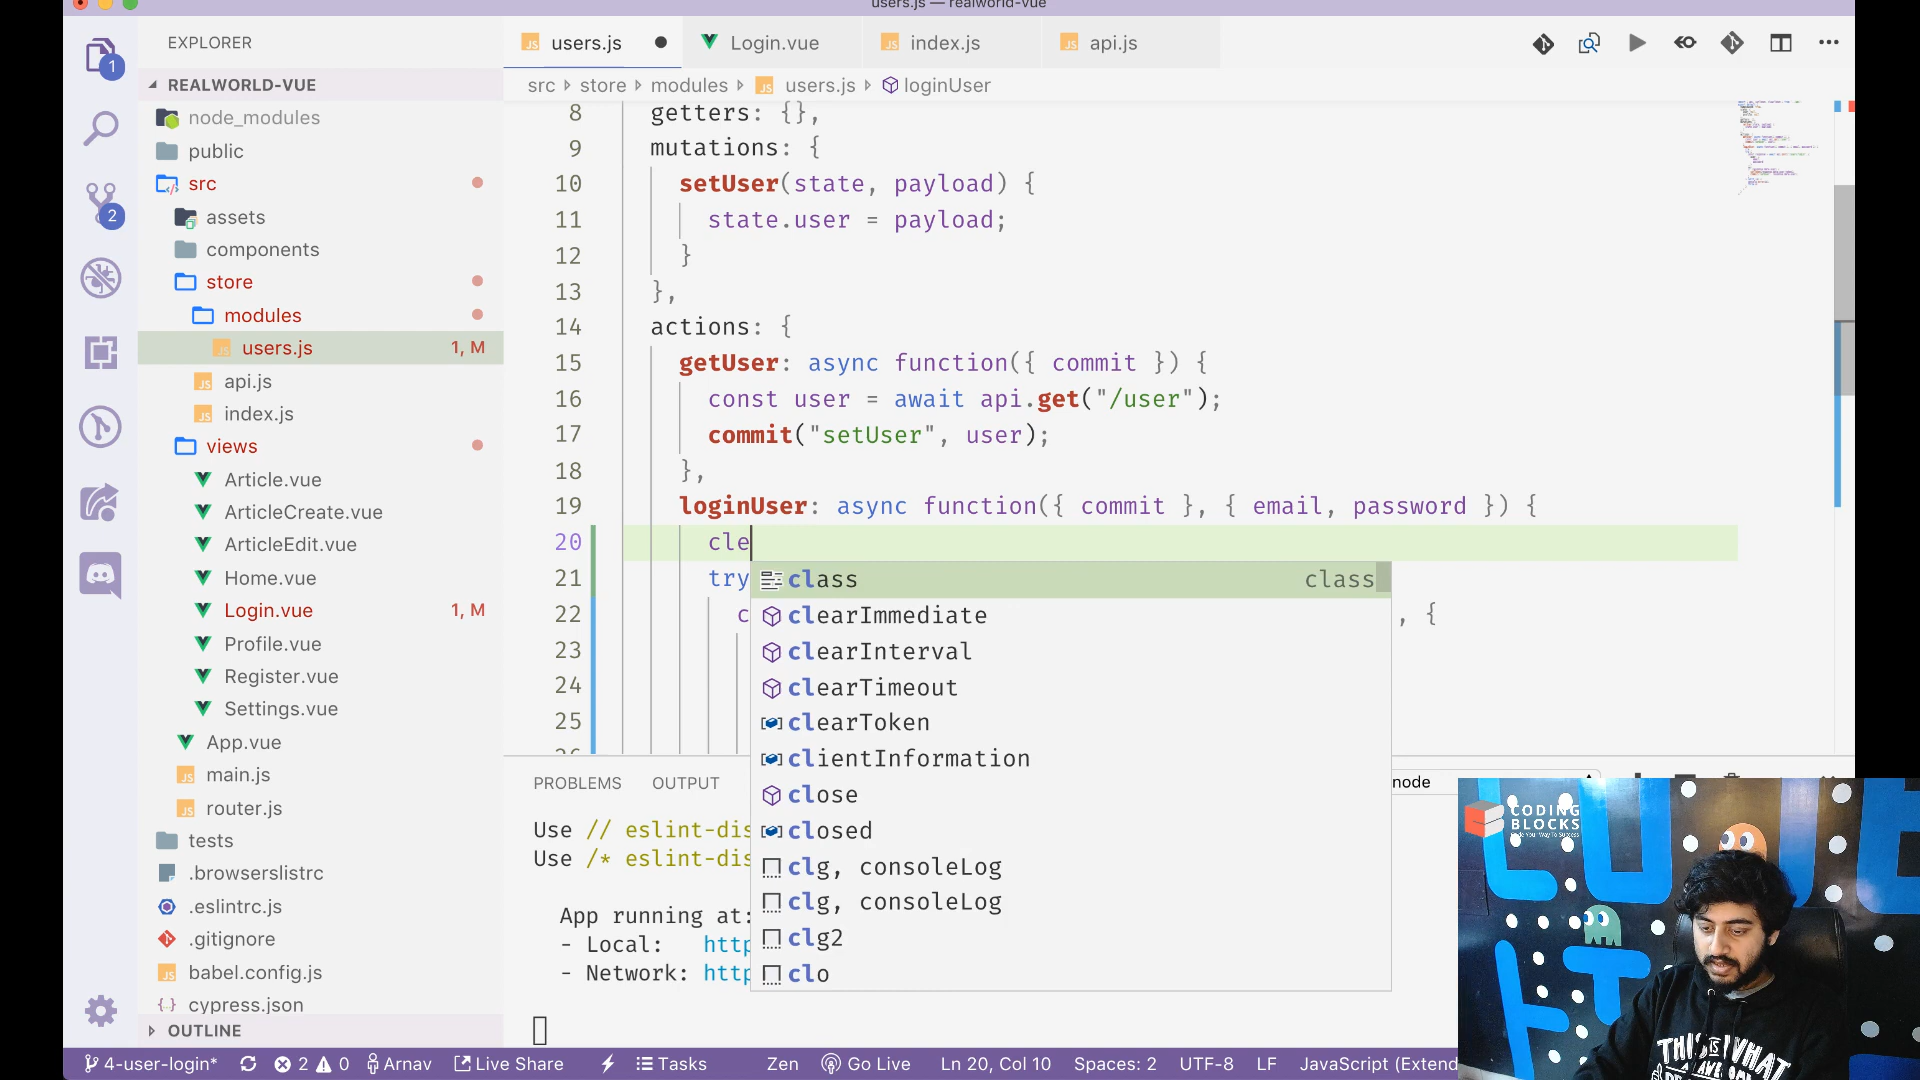 users.js — realworld-vue
EXPLORER
users.js
Login.vue
index.js
api.js
REALWORLD-VUE
src
store
modules
users.js
loginUser
node_modules
public
src
assets
components
store
modules
users.js 1, M
api.js
index.js
views
Article.vue
ArticleCreate.vue
ArticleEdit.vue
Home.vue
Login.vue 1, M
Profile.vue
Register.vue
Settings.vue
App.vue
main.js
router.js
tests
.browserslistrc
.eslintrc.js
.gitignore
babel.config.js
cypress.json
OUTLINE
1
2
8 getters: {},
9 mutations: {
10 setUser(state, payload) {
11 state.user = payload;
12 }
13 },
14 actions: {
15 getUser: async function({ commit }) {
16 const user = await api.get("/user");
17 commit("setUser", user);
18 },
19 loginUser: async function({ commit }, { email, password }) {
20 cle
21 try
22 c , {
23
24
25
class class
clearImmediate
clearInterval
clearTimeout
clearToken
clientInformation
close
closed
clg, consoleLog
clg, consoleLog
clg2
clo
PROBLEMS OUTPUT
node
Use // eslint-dis
Use /* eslint-dis
App running at:
- Local: http
- Network: http
CODING
BLOCKS
THIS IS WHAT
4-user-login* 2 0 Arnav Live Share Tasks Zen Go Live Ln 20, Col 10 Spaces: 2 UTF-8 LF JavaScript (Extend